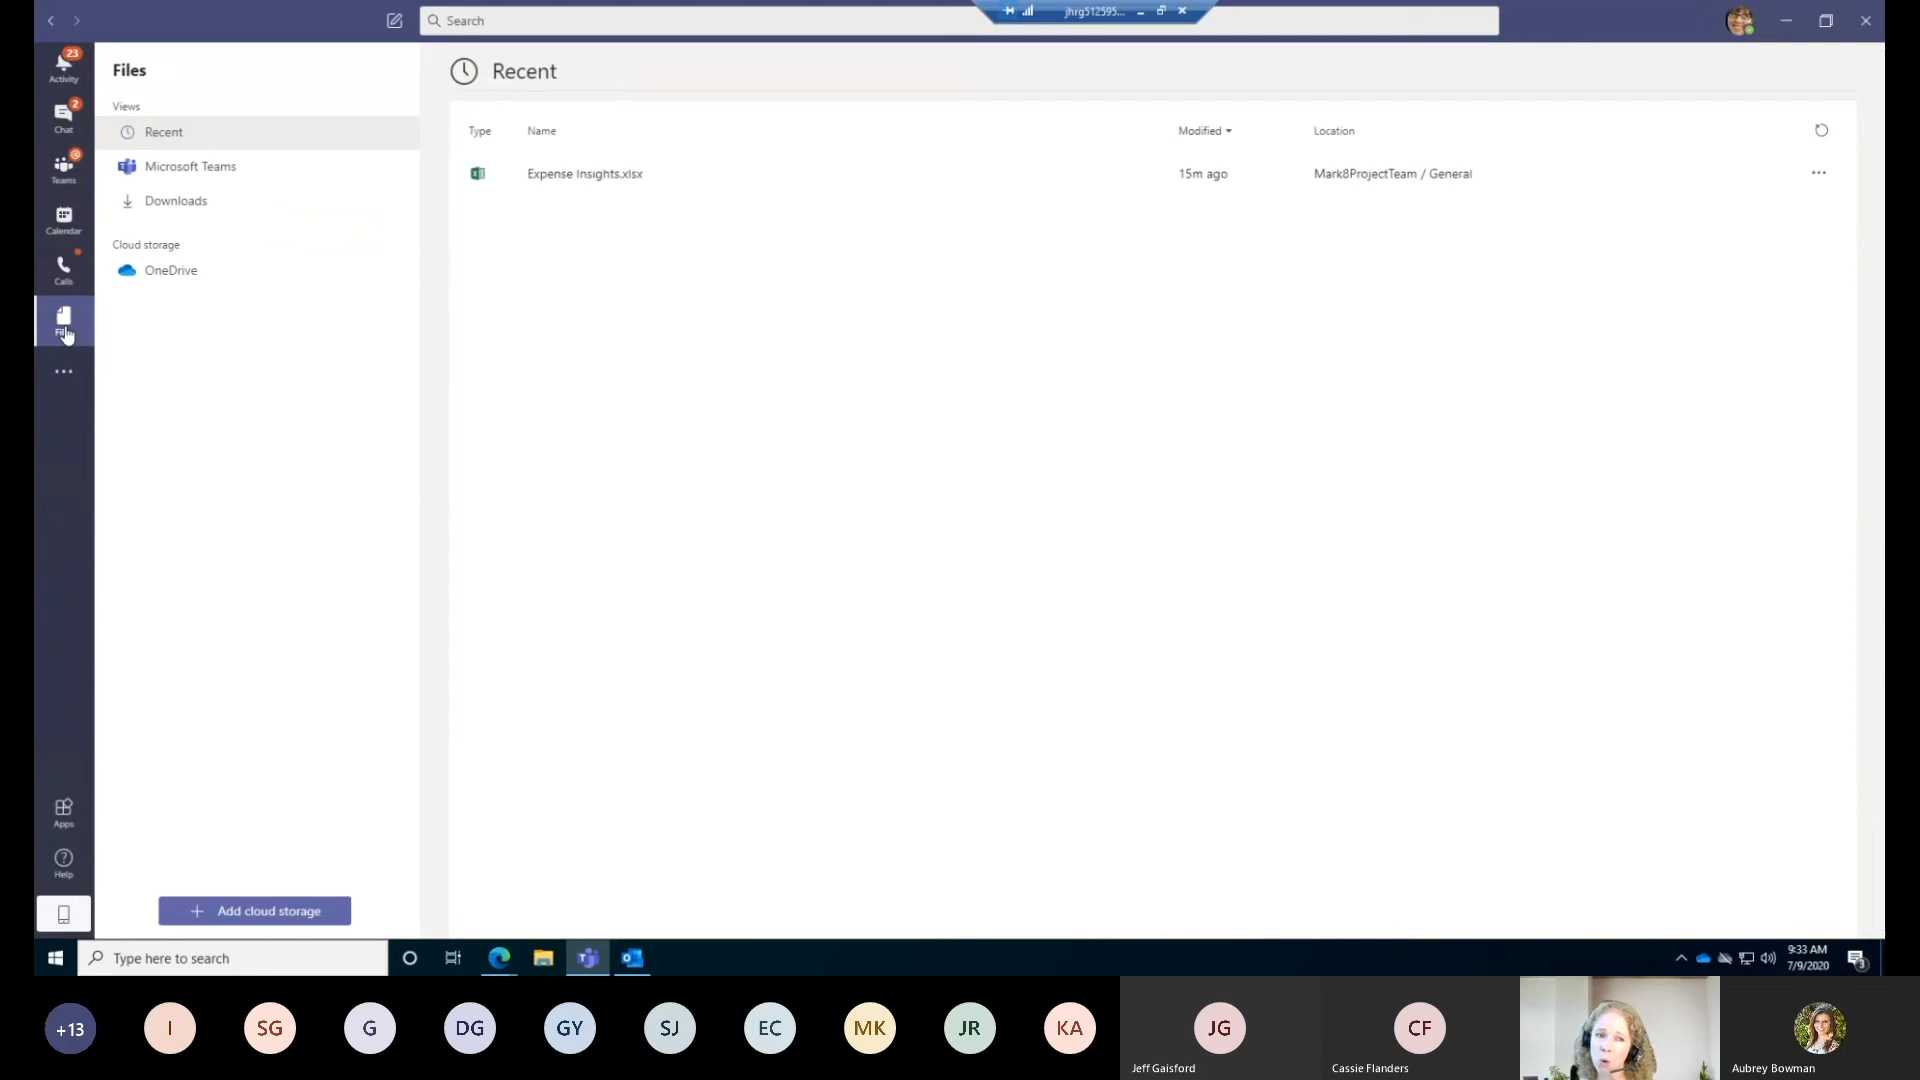 Search
jhrg512595...
23
Activity
Files
Recent
Views
2
Chat
Recent
Type
Name
Modified
Location
Microsoft Teams
Teams
Expense Insights.xlsx
15m ago
Mark8ProjectTeam / General
Downloads
Calendar
Cloud storage
OneDrive
Calls
Apps
Help
Add cloud storage
Type here to search
9:33 AM
7/9/2020
3
+13
I
SG
G
DG
GY
SJ
EC
MK
JR
KA
JG
CF
Jeff Gaisford
Cassie Flanders
Aubrey Bowman